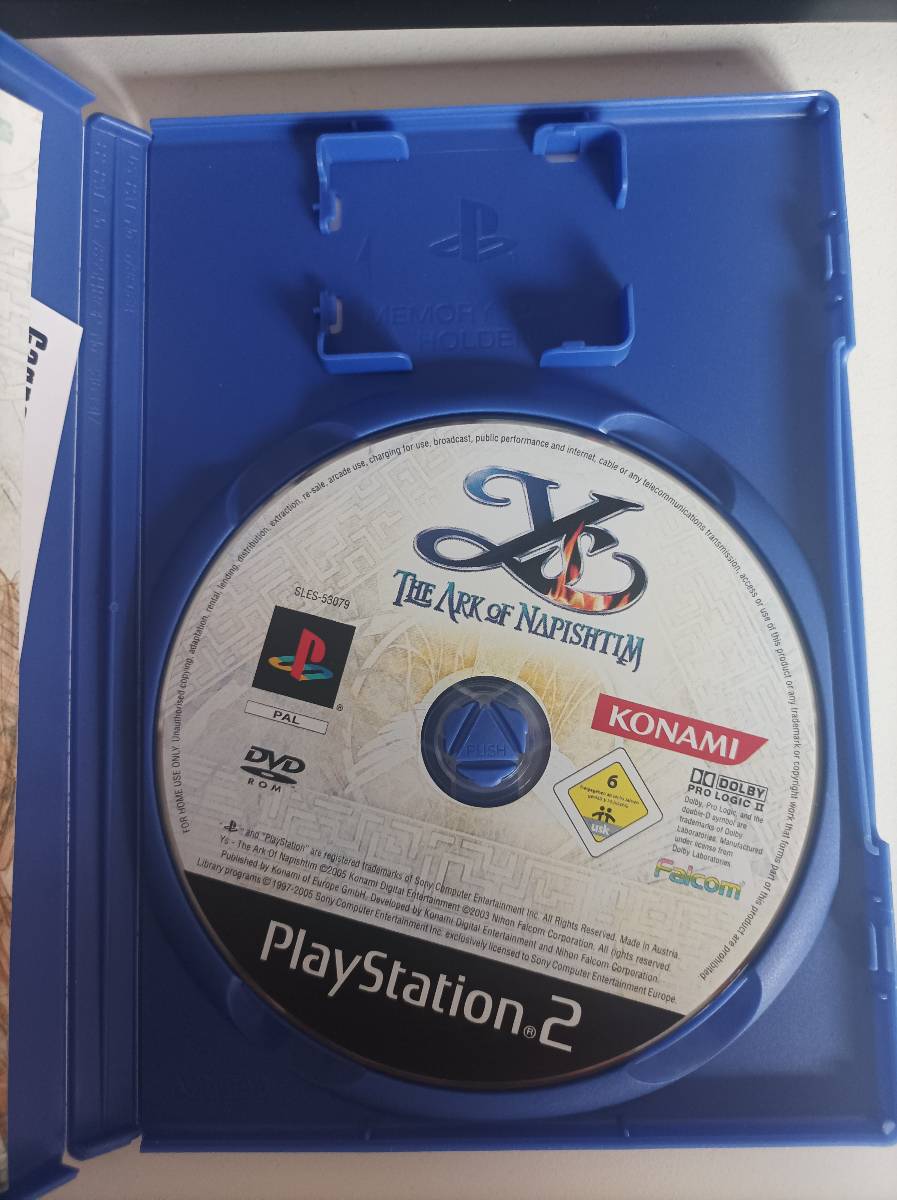 MEMORY
HOLDER
FOR HOME USE ONLY. Unauthorised copying, adaptation, rental, lending, distribution, extraction, re-sale, arcade use, charging for use, broadcast, public performance and internet, cable or any telecommunications transmission, access or use of this product or any trademark or copyright work that forms part of this product are prohibited.
Ys
THE ARK OF NAPISHTIM
SLES-53079
PAL
DVD
ROM
PUSH
KONAMI
6
usk
DOLBY
PRO LOGIC II
Dolby, Pro Logic, and the
double-D symbol are
trademarks of Dolby
Laboratories. Manufactured
under license from
Dolby Laboratories.
Falcom
" " and "PlayStation" are registered trademarks of Sony Computer Entertainment Inc. All Rights Reserved. Made in Austria.
Ys - The Ark Of Napishtim ©2005 Konami Digital Entertainment ©2003 Nihon Falcom Corporation. All rights reserved.
Published by Konami of Europe GmbH, Developed by Konami Digital Entertainment and Nihon Falcom Corporation.
Library programs ©1997-2005 Sony Computer Entertainment Inc. exclusively licensed to Sony Computer Entertainment Europe.
PlayStation®2